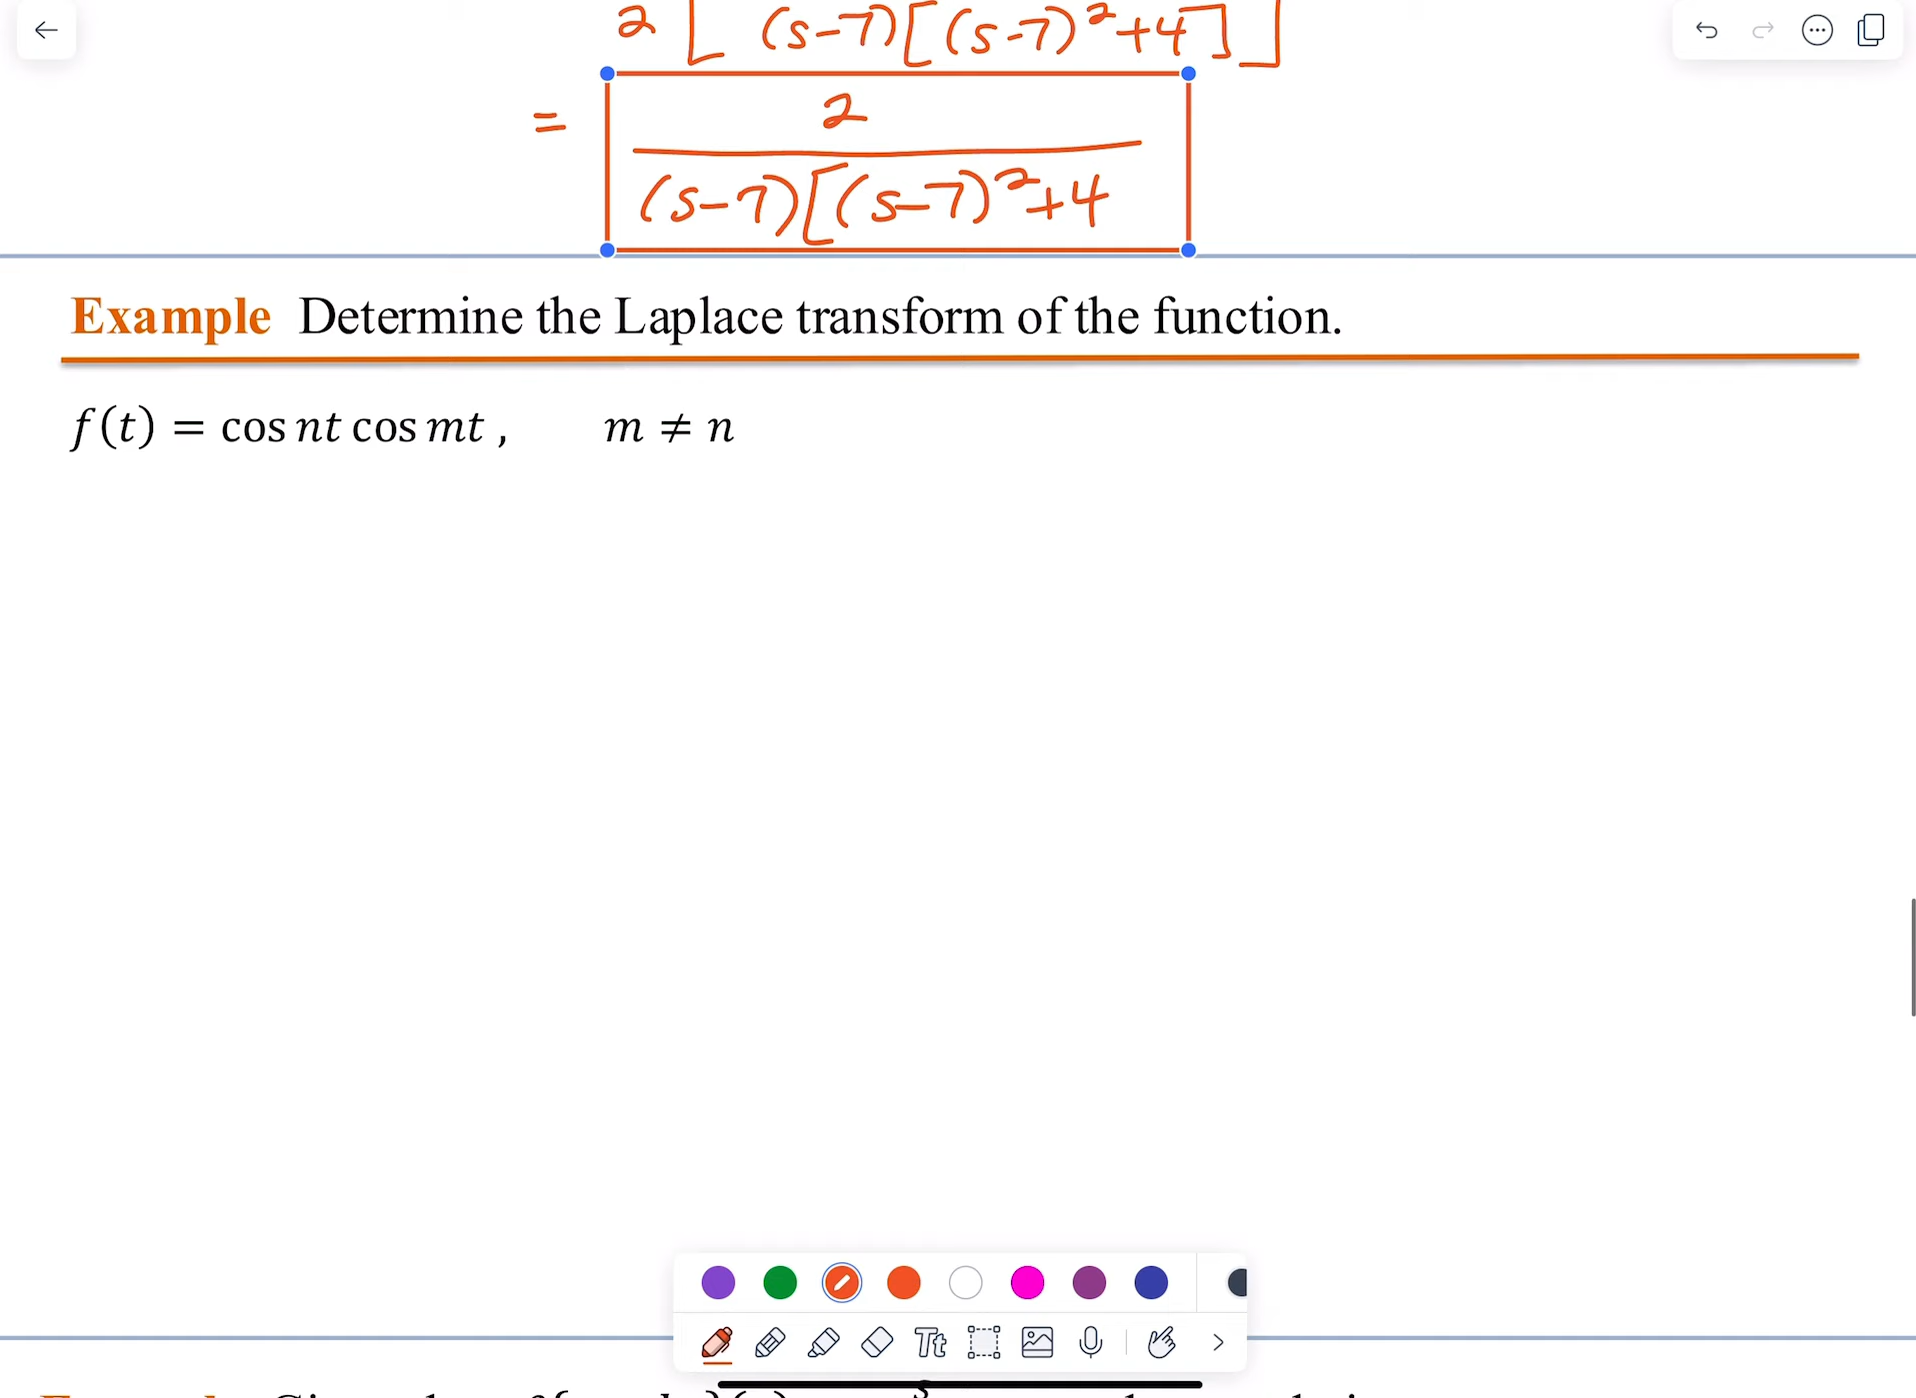 2 [ (s-7)[(s-7)²+4] ]
= 2
(s-7)[(s-7)²+4
Example Determine the Laplace transform of the function.
f(t) = cos nt cos mt , m ≠ n
Tt